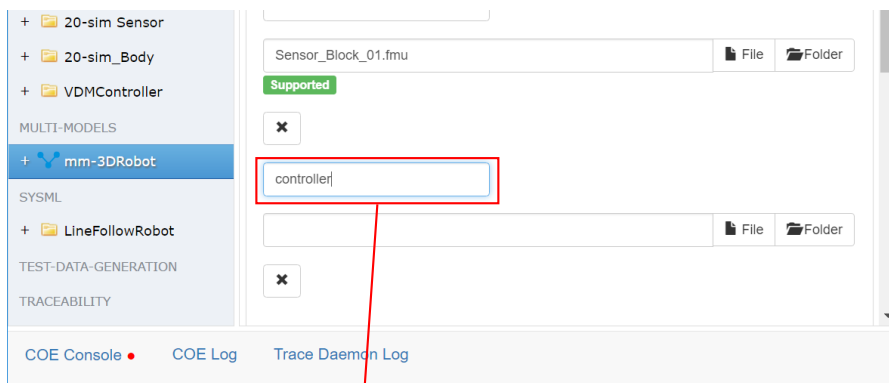 + 20-sim Sensor
+ 20-sim_Body
+ VDMController
MULTI-MODELS
+ mm-3DRobot
SYSML
+ LineFollowRobot
TEST-DATA-GENERATION
TRACEABILITY
Sensor_Block_01.fmu File Folder
Supported
controller
File Folder
COE Console COE Log Trace Daemon Log